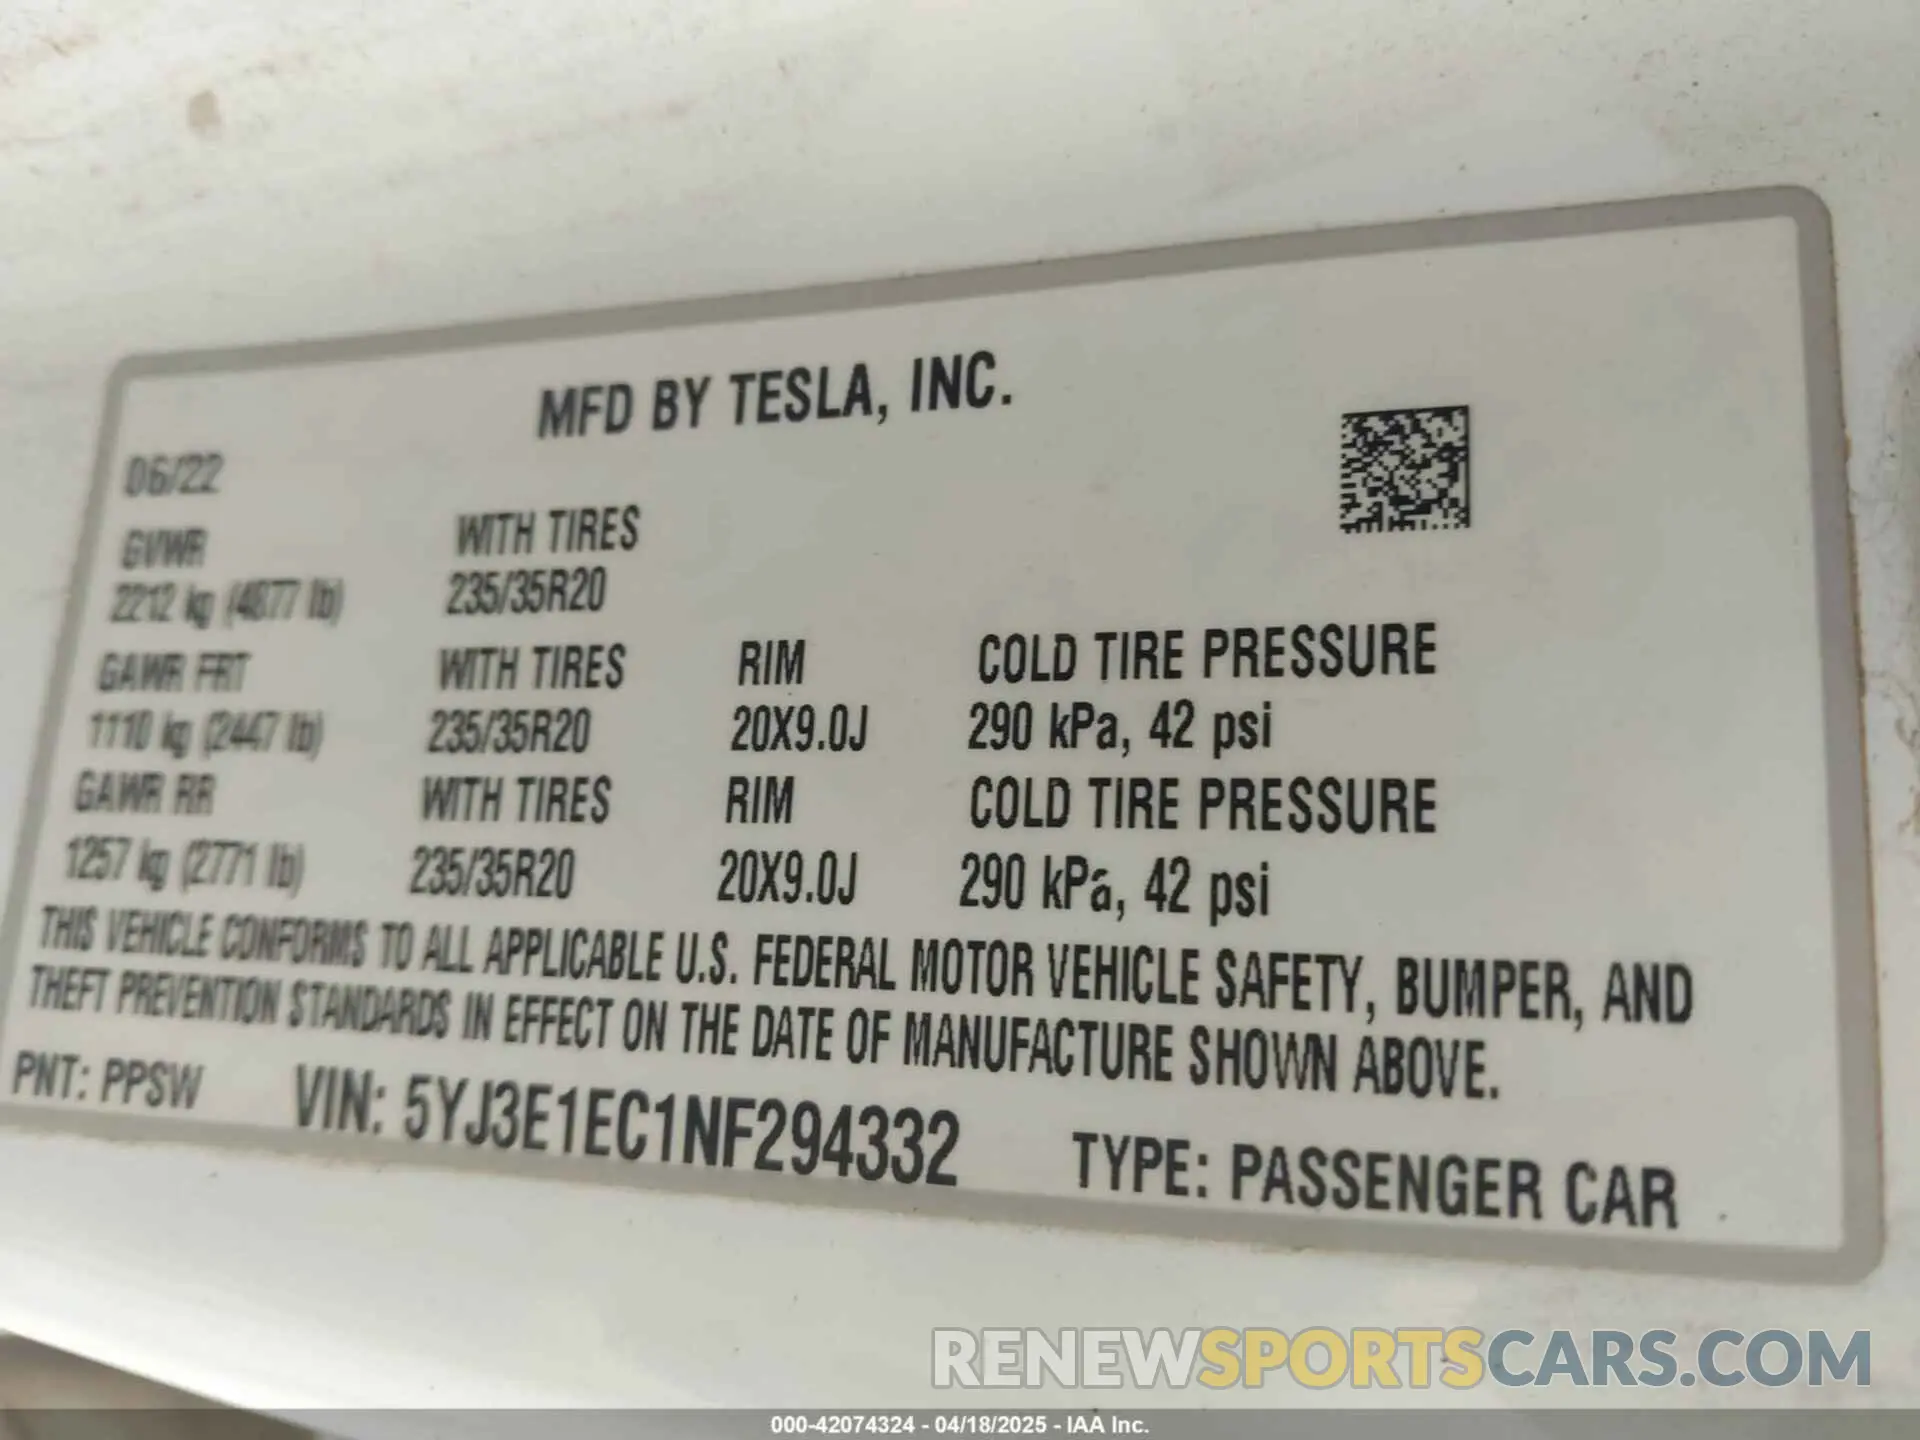 MFD BY TESLA, INC.
06/22
GVWR WITH TIRES
2212 kg (4877 lb) 235/35R20
GAWR FRT WITH TIRES RIM COLD TIRE PRESSURE
1110 kg (2447 lb) 235/35R20 20X9.0J 290 kPa, 42 psi
GAWR RR WITH TIRES RIM COLD TIRE PRESSURE
1257 kg (2771 lb) 235/35R20 20X9.0J 290 kPa, 42 psi
THIS VEHICLE CONFORMS TO ALL APPLICABLE U.S. FEDERAL MOTOR VEHICLE SAFETY, BUMPER, AND
THEFT PREVENTION STANDARDS IN EFFECT ON THE DATE OF MANUFACTURE SHOWN ABOVE.
PNT: PPSW VIN: 5YJ3E1EC1NF294332 TYPE: PASSENGER CAR
RENEWSPORTSCARS.COM
000-42074324 - 04/18/2025 - IAA Inc.